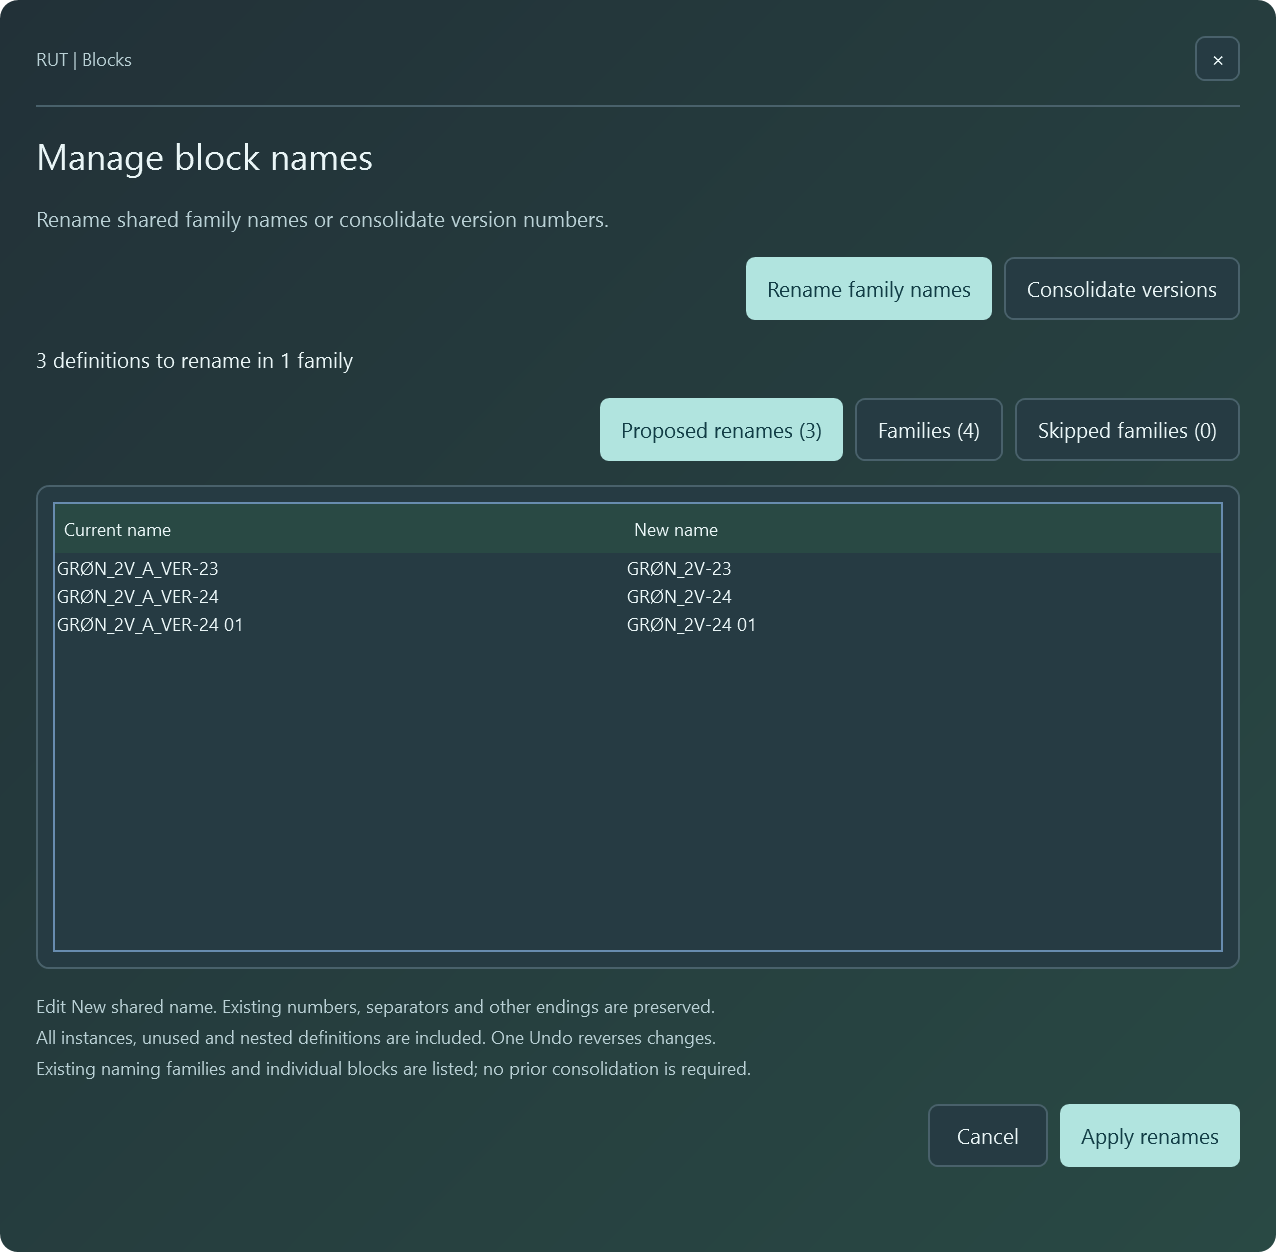 RUT | Blocks
×
Manage block names
Rename shared family names or consolidate version numbers.
Rename family names
Consolidate versions
3 definitions to rename in 1 family
Proposed renames (3)
Families (4)
Skipped families (0)
Current name New name
GRØN_2V_A_VER-23 GRØN_2V-23
GRØN_2V_A_VER-24 GRØN_2V-24
GRØN_2V_A_VER-24 01 GRØN_2V-24 01
Edit New shared name. Existing numbers, separators and other endings are preserved.
All instances, unused and nested definitions are included. One Undo reverses changes.
Existing naming families and individual blocks are listed; no prior consolidation is required.
Cancel
Apply renames